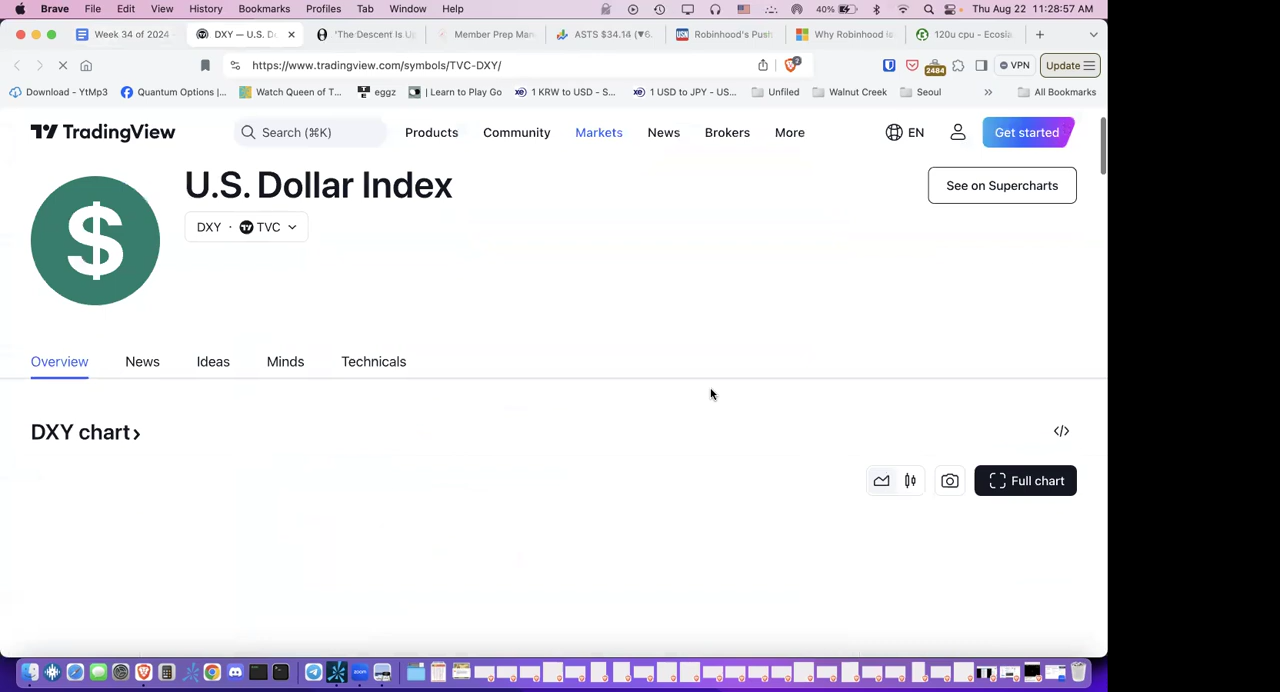 Brave File Edit View History Bookmarks Profiles Tab Window Help 40% Thu Aug 22 11:28:57 AM
Week 34 of 2024 DXY — U.S. D 'The Descent Is U Member Prep Mar ASTS $34.14 (▼6. Robinhood's Push Why Robinhood is 120u cpu - Ecosia
https://www.tradingview.com/symbols/TVC-DXY/ 2 2484 VPN Update
Download - YtMp3 Quantum Options |... Watch Queen of T... eggz | Learn to Play Go 1 KRW to USD - S... 1 USD to JPY - US... Unfiled Walnut Creek Seoul » All Bookmarks
TradingView Search (⌘K) Products Community Markets News Brokers More EN Get started
U.S. Dollar Index See on Supercharts
$
DXY · TVC
Overview News Ideas Minds Technicals
DXY chart › </>
Full chart